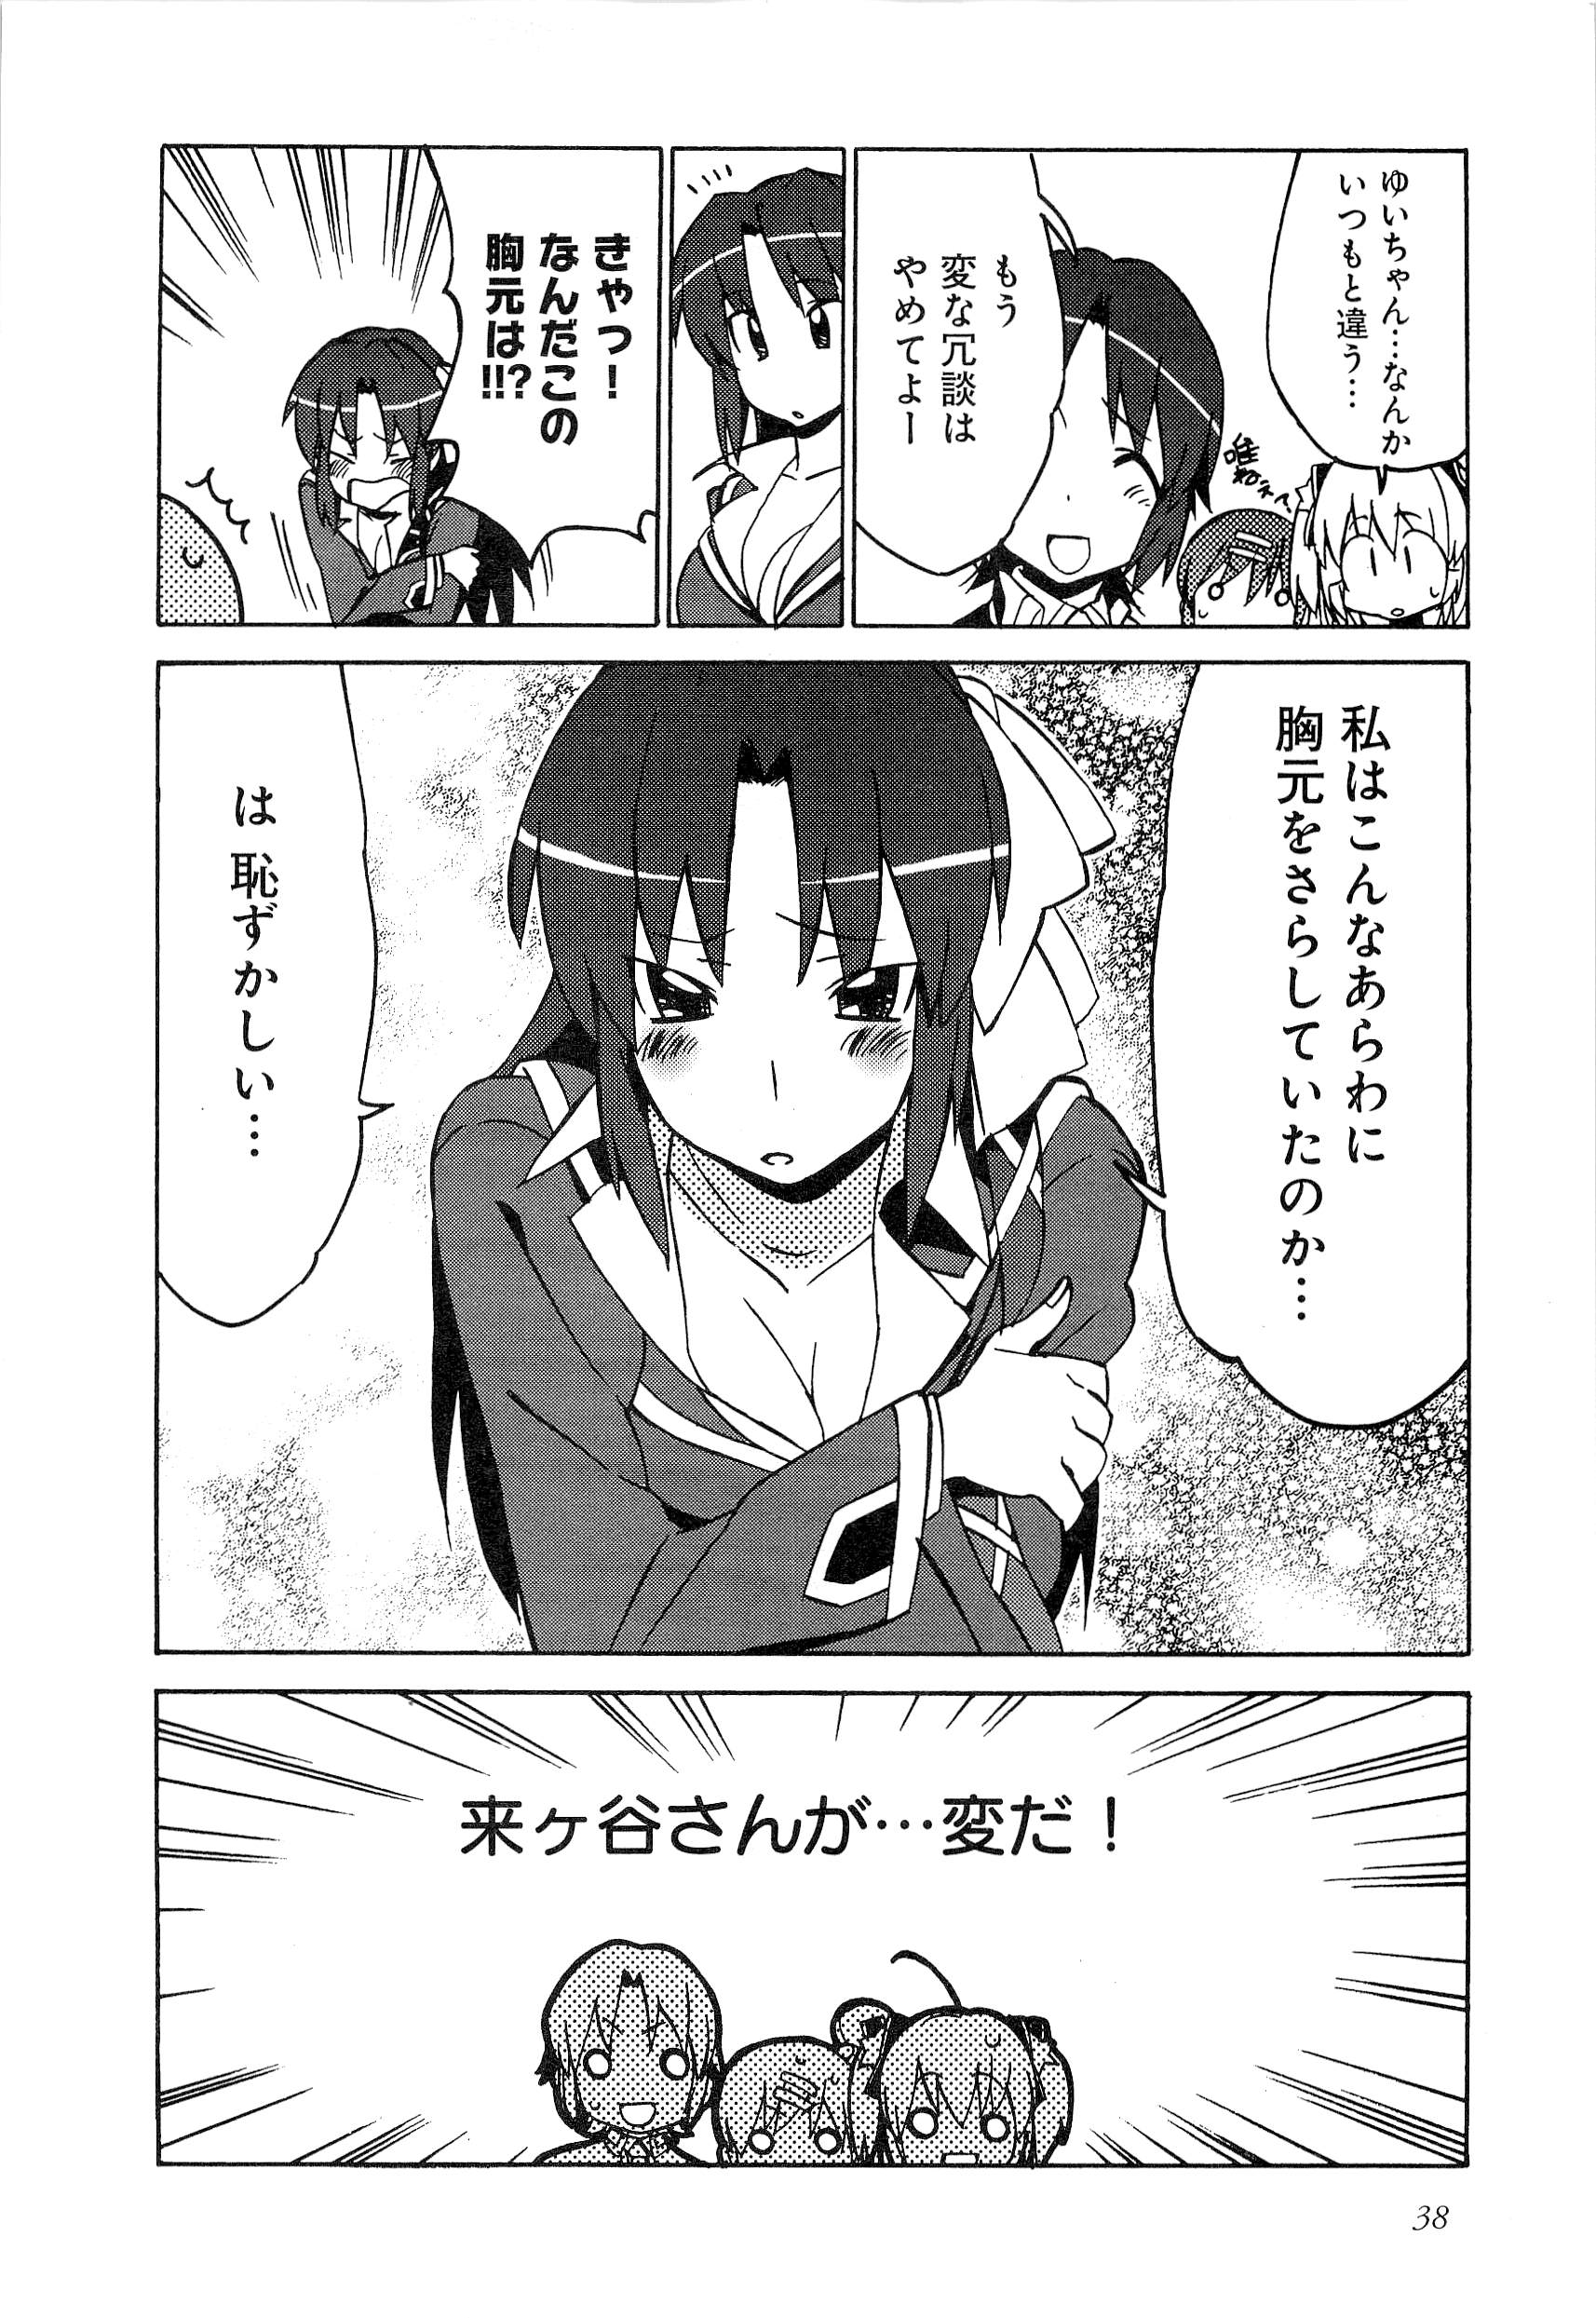 ゆいちゃん…なんか
いつもと違う…
もう
変な冗談は
やめてよー
きゃっ！
なんだこの
胸元は!!?
私はこんなあらわに
胸元をさらしていたのか…
は 恥ずかしい…
来ヶ谷さんが…変だ！
38